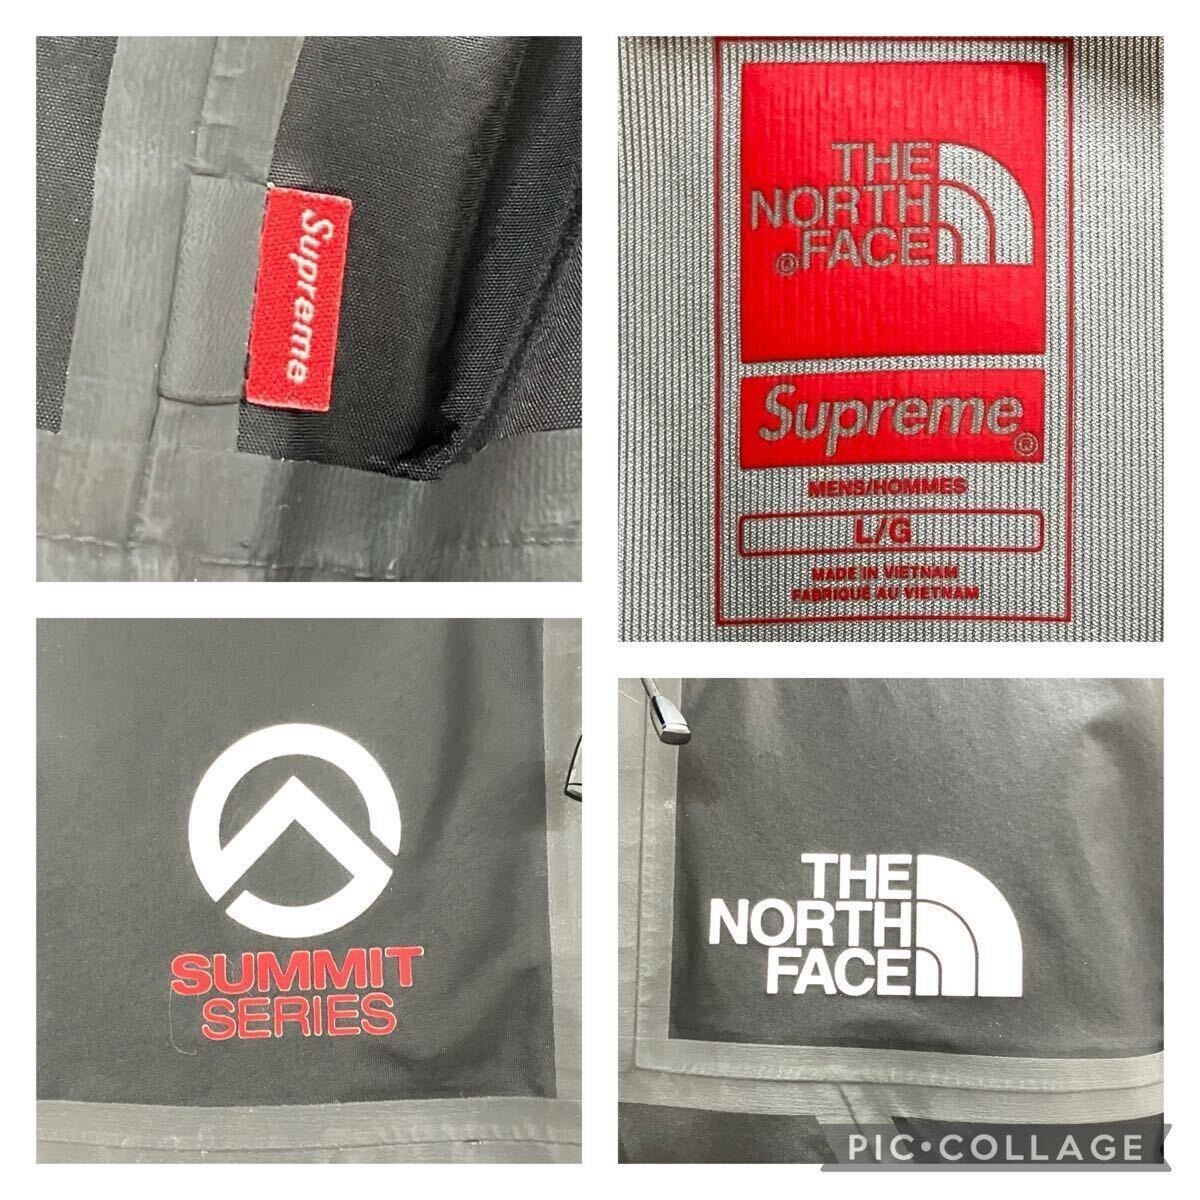 Supreme
THE
NORTH
FACE
®
Supreme
®
MENS/HOMMES
L/G
MADE IN VIETNAM
FABRIQUE AU VIETNAM
SUMMIT
SERIES
THE
NORTH
FACE
PIC•COLLAGE